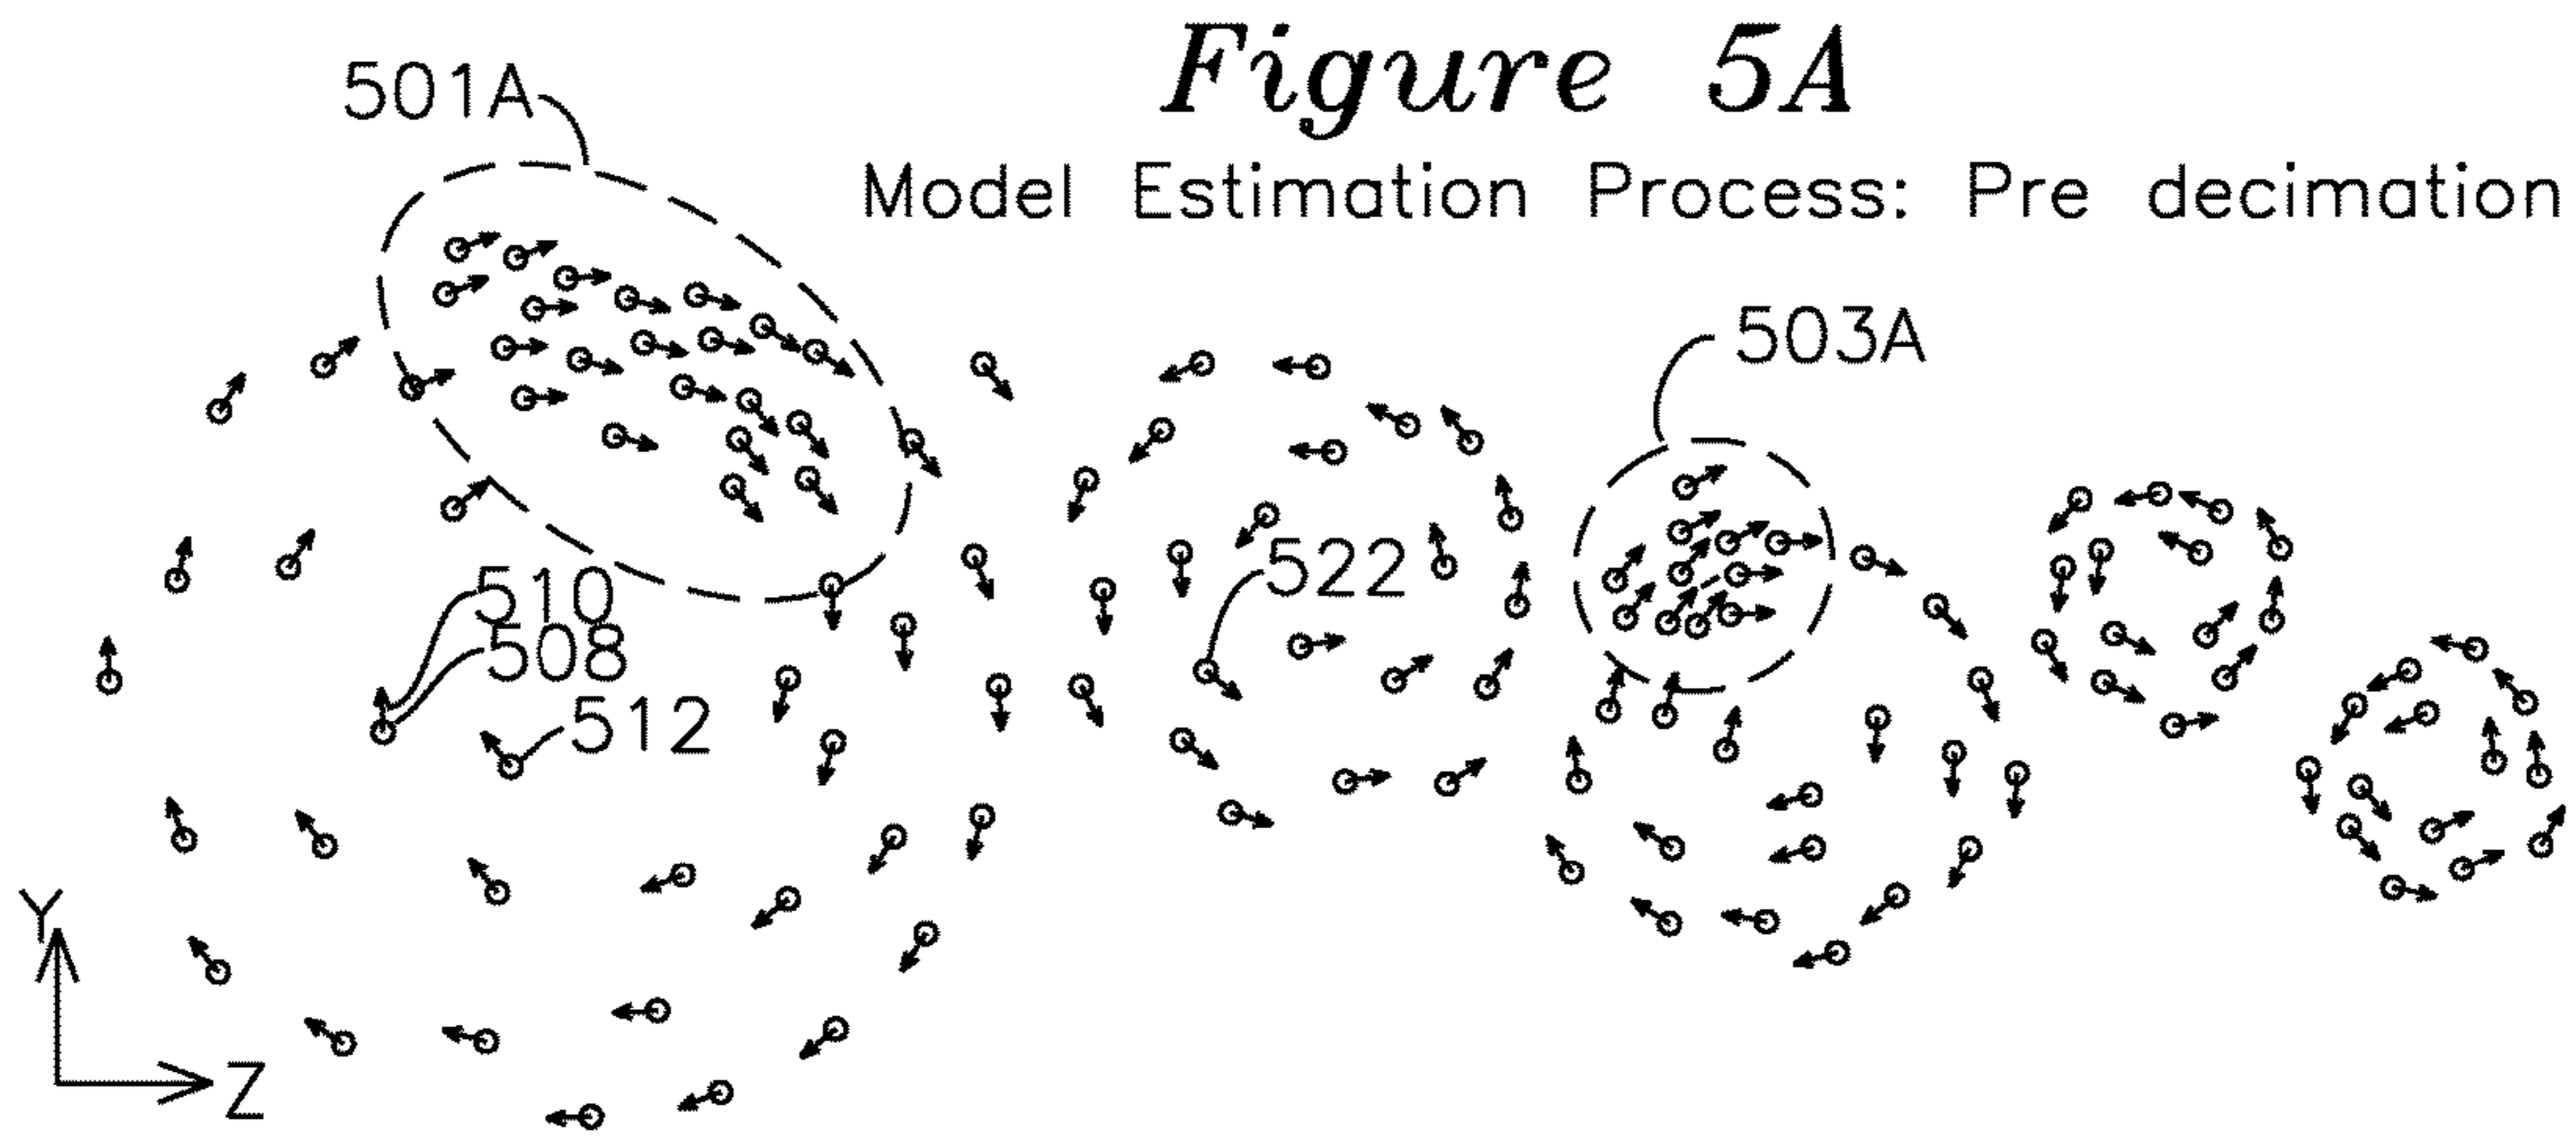 Figure 5A
Model Estimation Process: Pre decimation
501A
503A
510
508
512
522
Y
Z